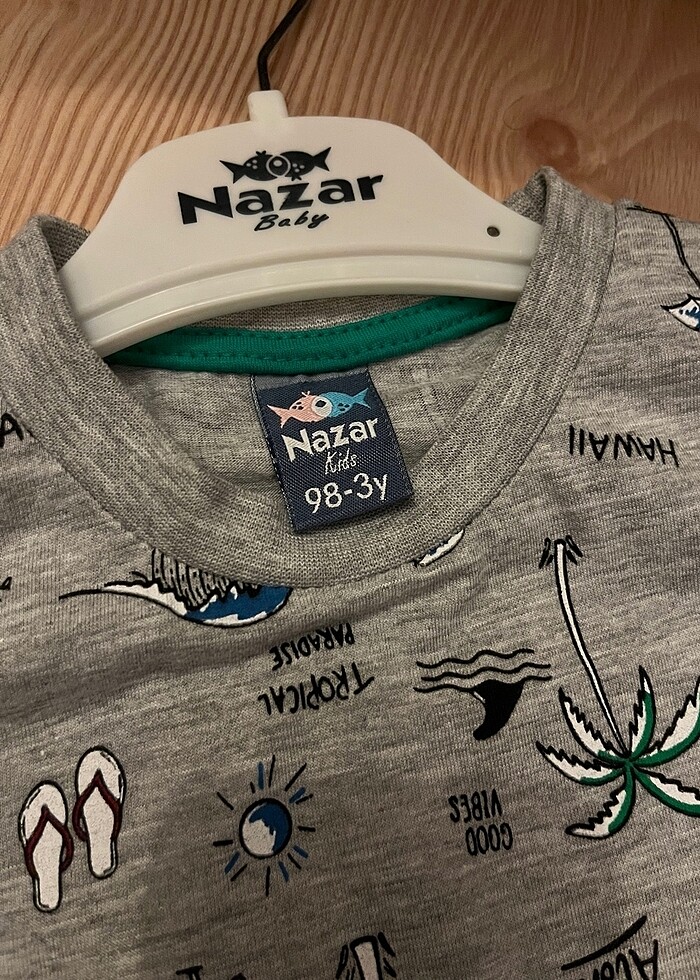 Nazar
Baby
Nazar
Kids
98-3y
HAWAII
PARADISE
TROPICAL
VIBES
GOOD